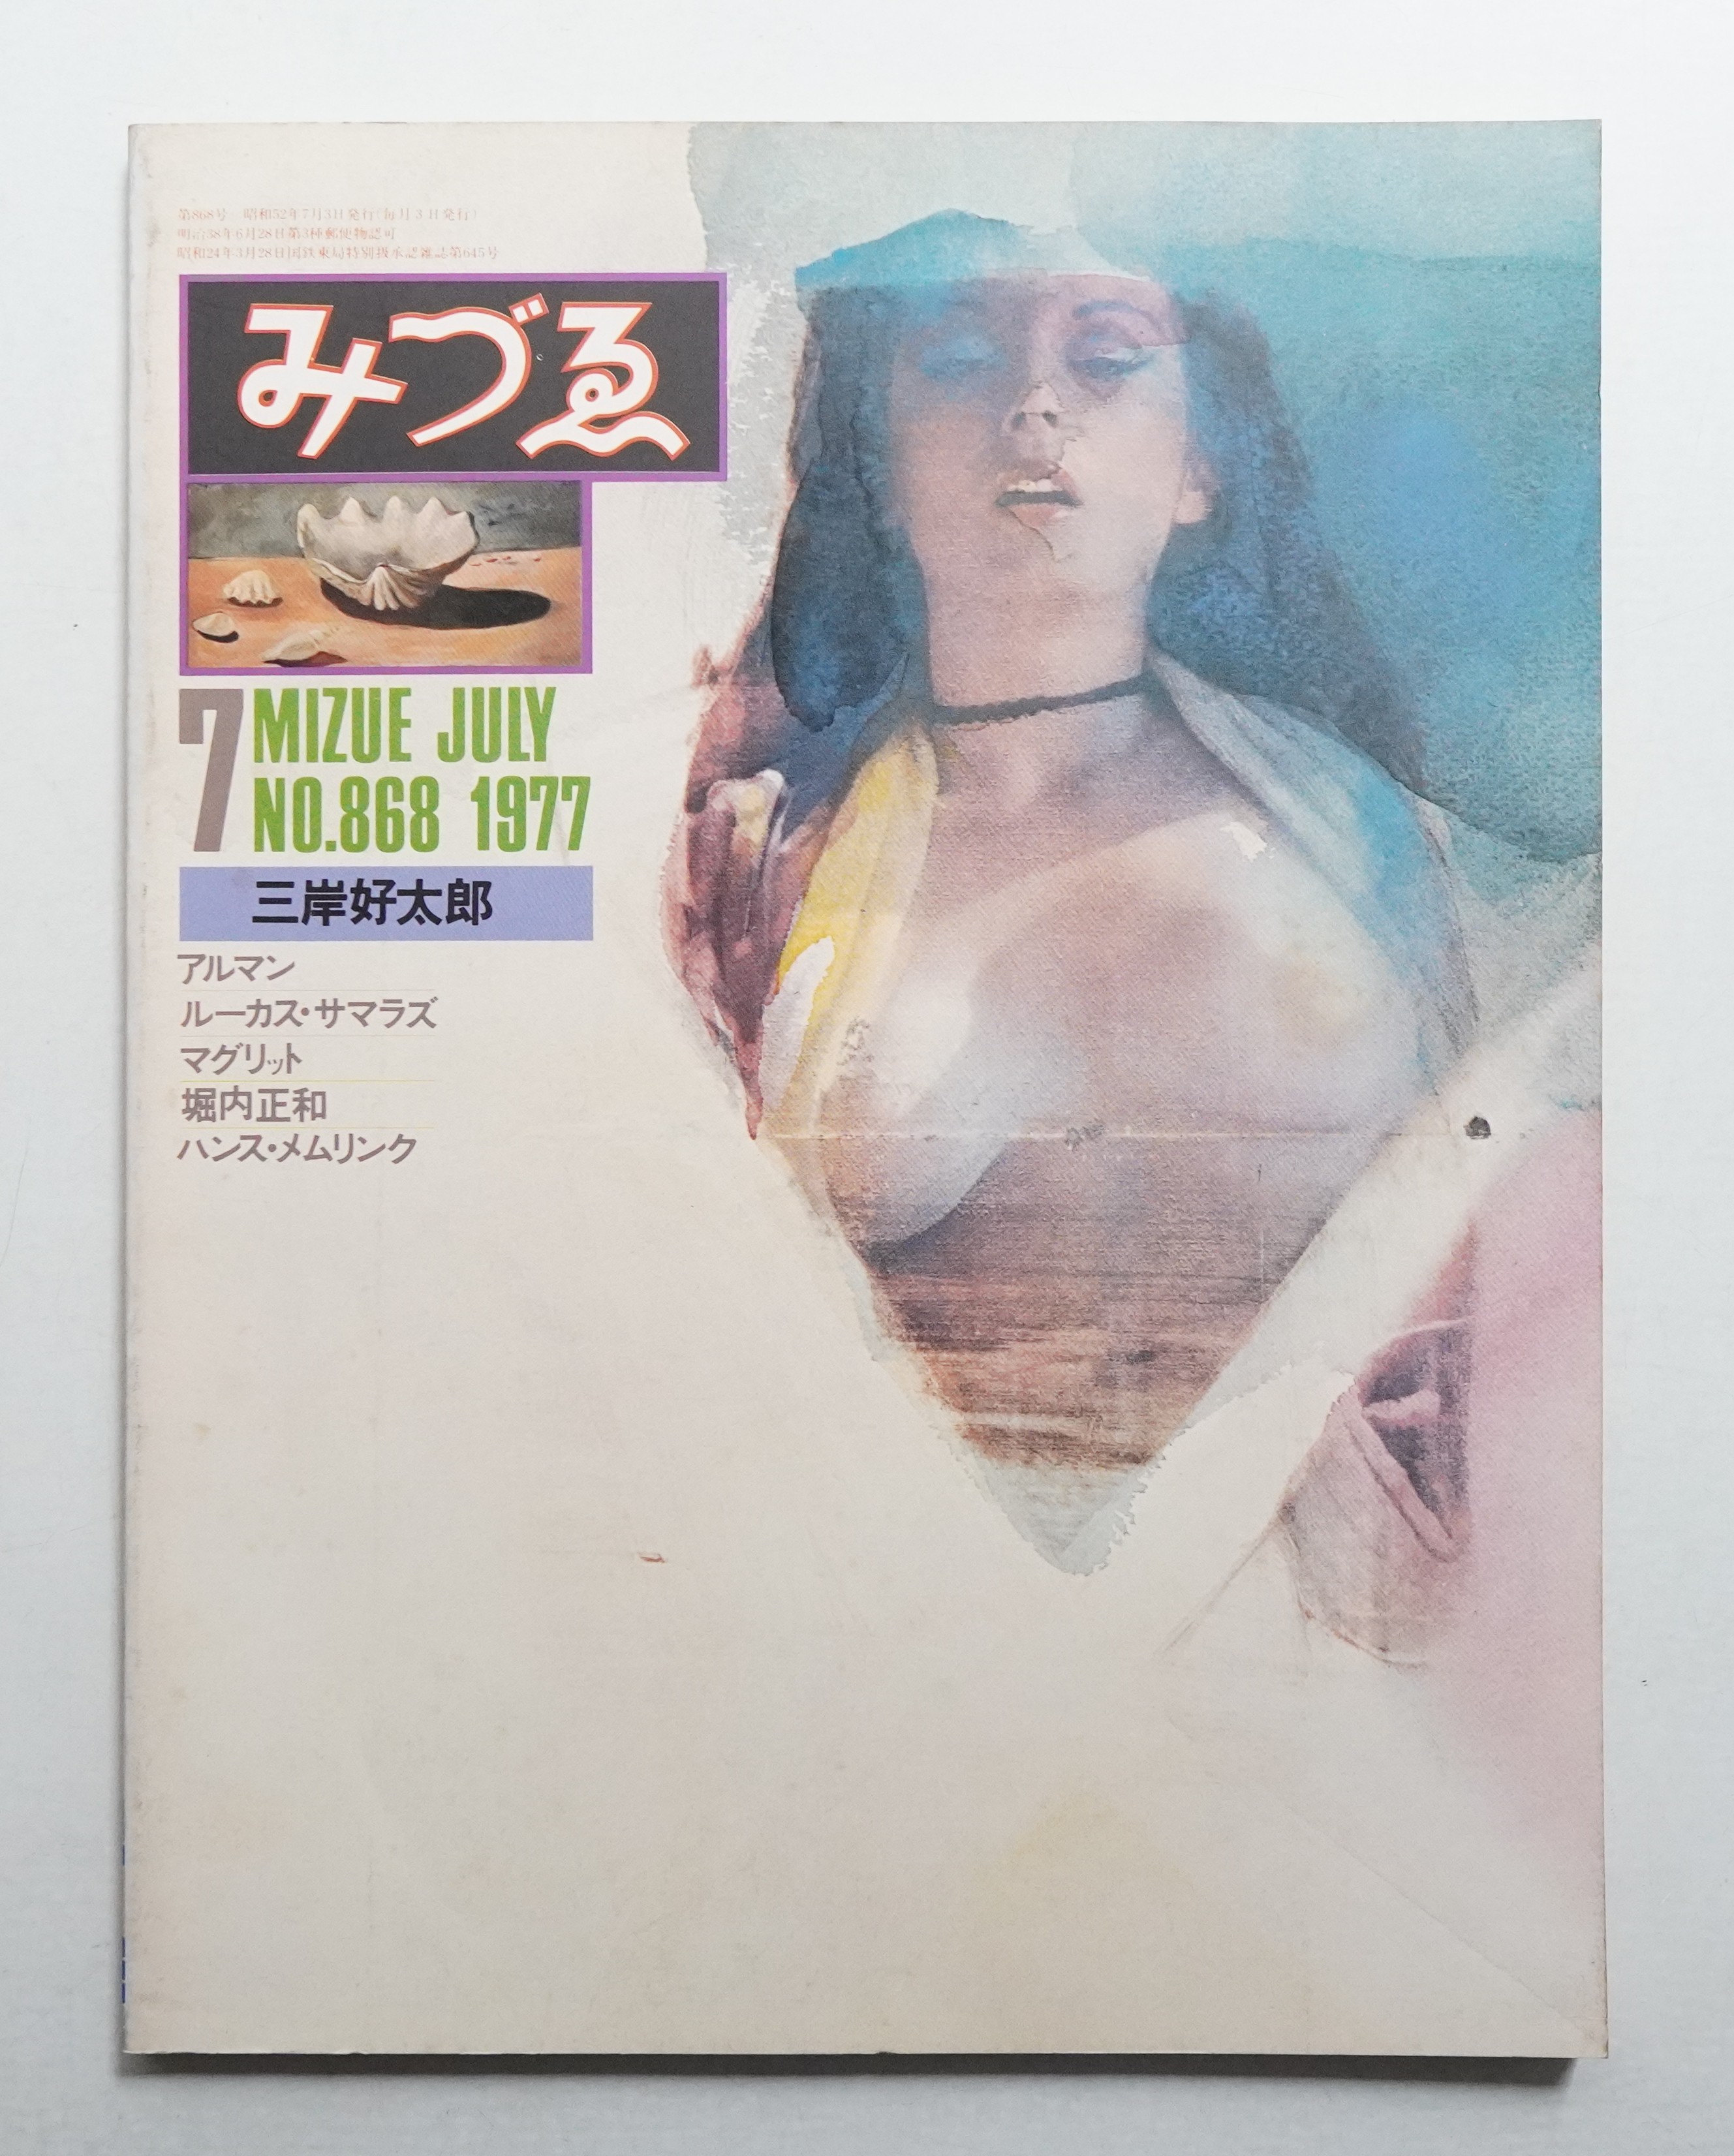 第868号 昭和52年7月3日発行(毎月3日発行)
明治38年6月28日第3種郵便物認可
昭和24年3月28日国鉄東局特別扱承認雑誌第645号
みづゑ
7 MIZUE JULY
NO.868 1977
三岸好太郎
アルマン
ルーカス・サマラズ
マグリット
堀内正和
ハンス・メムリンク